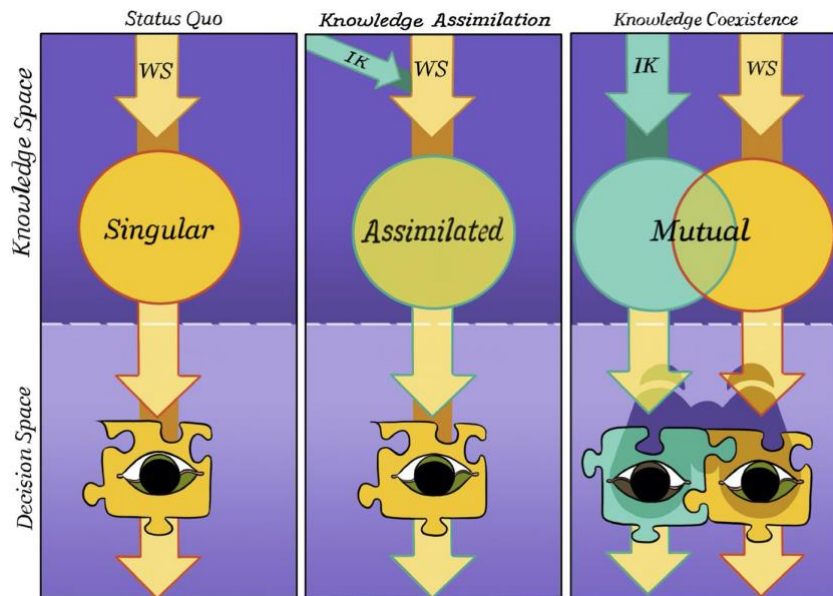 Status Quo
Knowledge Assimilation
Knowledge Coexistence
Knowledge Space
WS
IK
WS
IK
WS
Singular
Assimilated
Mutual
Decision Space